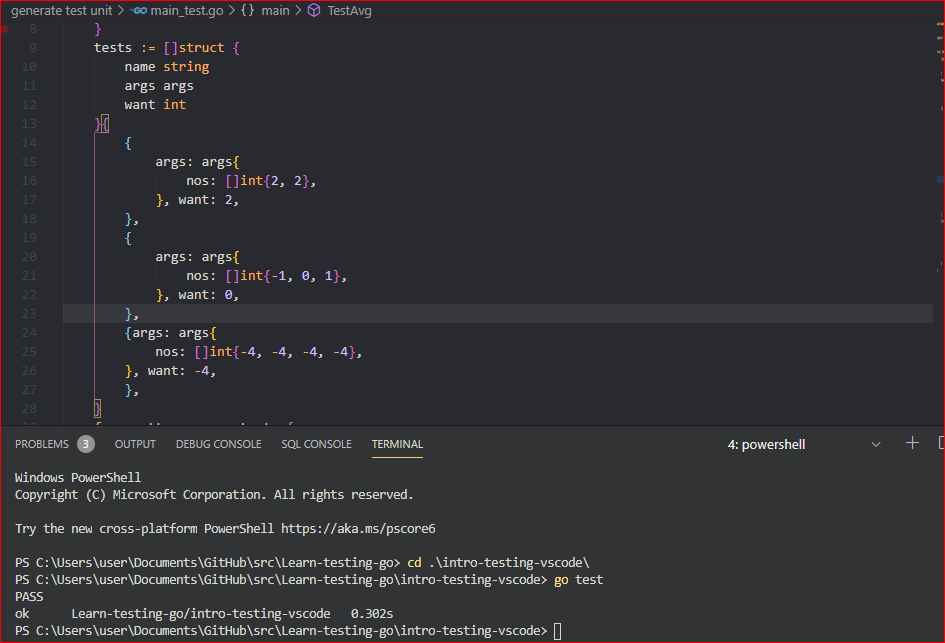 generate test unit > GO main_test.go > {} main > TestAvg
8 }
9 tests := []struct {
10 name string
11 args args
12 want int
13 }{
14 {
15 args: args{
16 nos: []int{2, 2},
17 }, want: 2,
18 },
19 {
20 args: args{
21 nos: []int{-1, 0, 1},
22 }, want: 0,
23 },
24 {args: args{
25 nos: []int{-4, -4, -4, -4},
26 }, want: -4,
27 },
28 }
PROBLEMS 3 OUTPUT DEBUG CONSOLE SQL CONSOLE TERMINAL 4: powershell
Windows PowerShell
Copyright (C) Microsoft Corporation. All rights reserved.
Try the new cross-platform PowerShell https://aka.ms/pscore6
PS C:\Users\user\Documents\GitHub\src\Learn-testing-go> cd .\intro-testing-vscode\
PS C:\Users\user\Documents\GitHub\src\Learn-testing-go\intro-testing-vscode> go test
PASS
ok Learn-testing-go/intro-testing-vscode 0.302s
PS C:\Users\user\Documents\GitHub\src\Learn-testing-go\intro-testing-vscode>